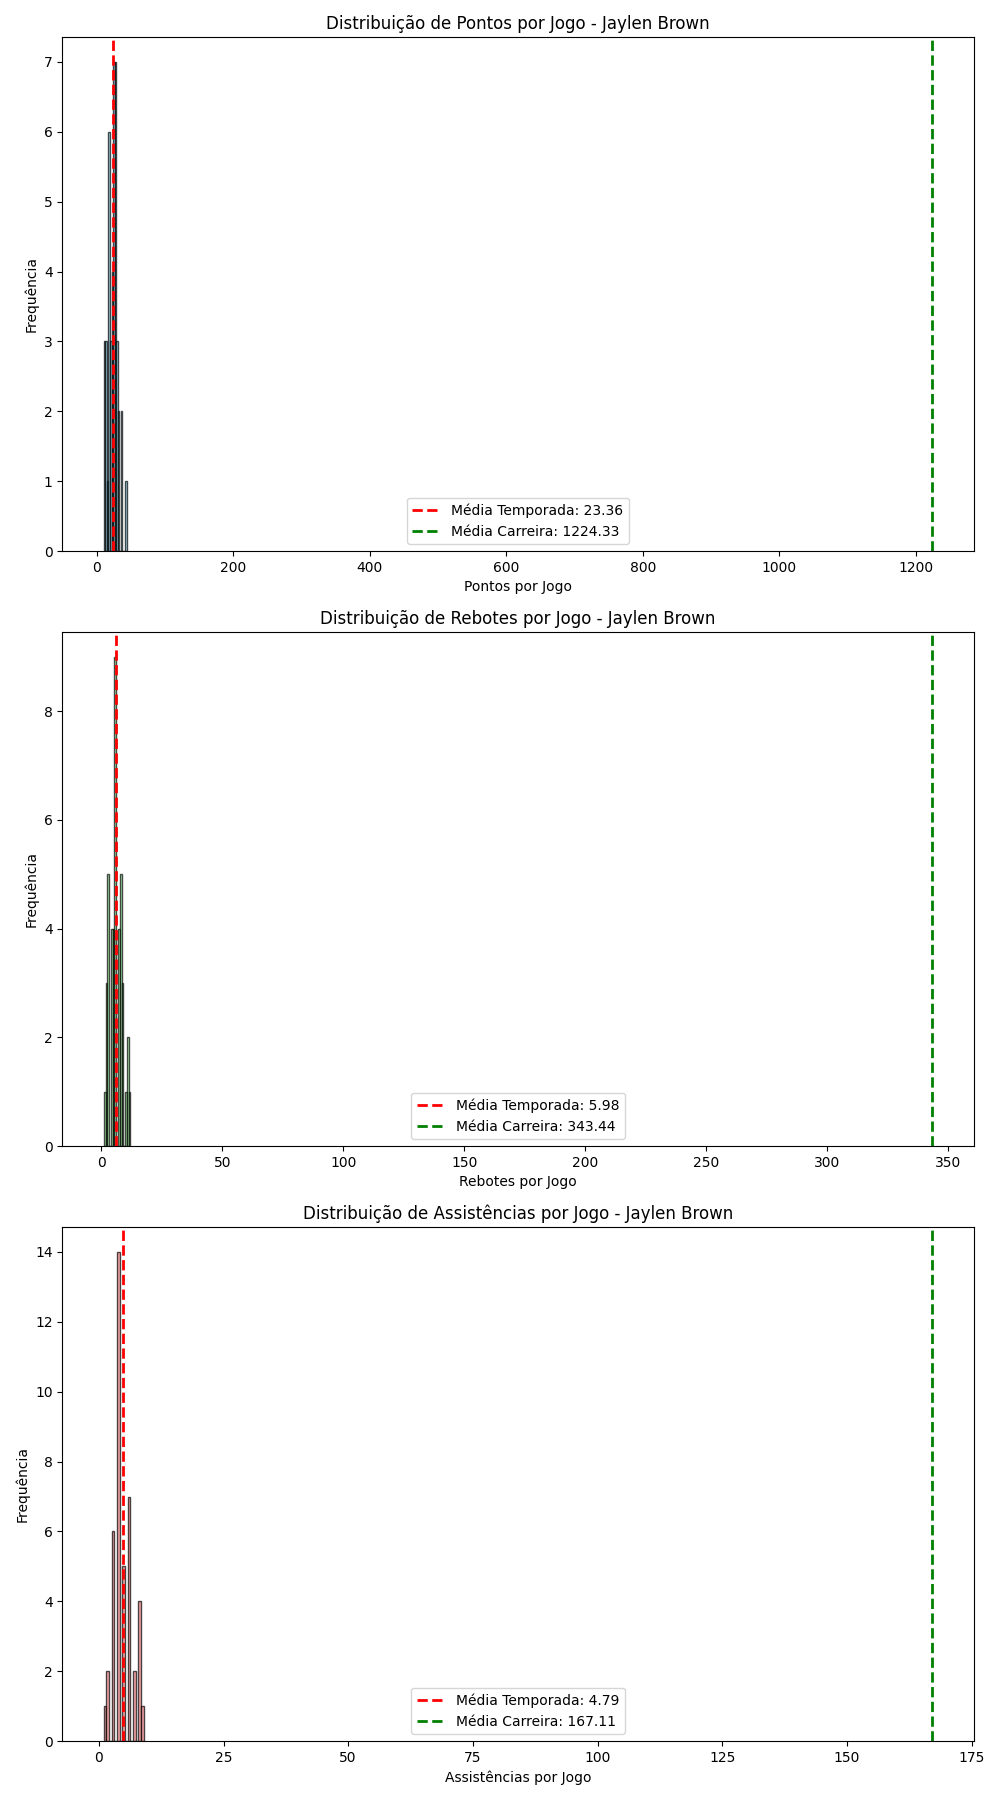 Distribuição de Pontos por Jogo - Jaylen Brown
Frequência
7
6
5
4
3
2
1
0
Média Temporada: 23.36
Média Carreira: 1224.33
0 200 400 600 800 1000 1200
Pontos por Jogo
Distribuição de Rebotes por Jogo - Jaylen Brown
Frequência
8
6
4
2
0
Média Temporada: 5.98
Média Carreira: 343.44
0 50 100 150 200 250 300 350
Rebotes por Jogo
Distribuição de Assistências por Jogo - Jaylen Brown
Frequência
14
12
10
8
6
4
2
0
Média Temporada: 4.79
Média Carreira: 167.11
0 25 50 75 100 125 150 175
Assistências por Jogo